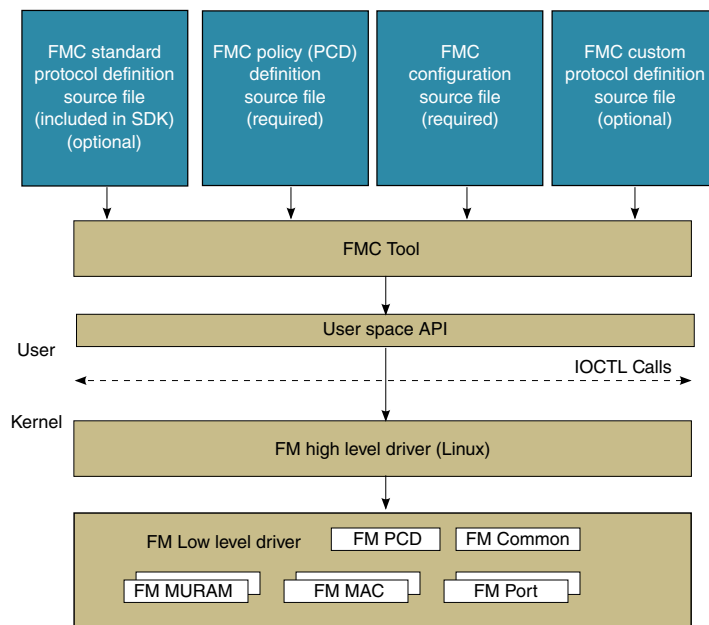 FMC standard
protocol definition
source file
(included in SDK)
(optional)
FMC policy (PCD)
definition
source file
(required)
FMC
configuration
source file
(required)
FMC custom
protocol definition
source file
(optional)
FMC Tool
User space API
User
IOCTL Calls
Kernel
FM high level driver (Linux)
FM Low level driver
FM PCD
FM Common
FM MURAM
FM MAC
FM Port